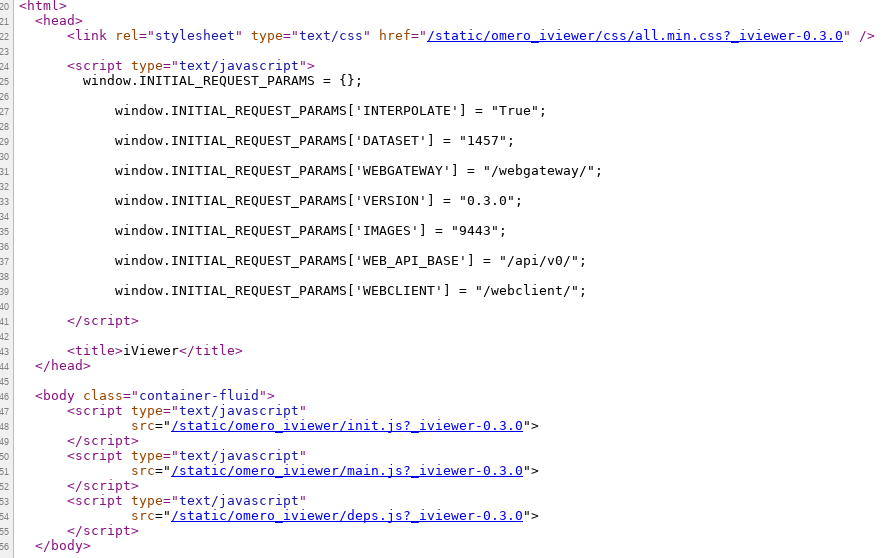 20 <html>
21 <head>
22 <link rel="stylesheet" type="text/css" href="/static/omero_iviewer/css/all.min.css?_iviewer-0.3.0" />
23
24 <script type="text/javascript">
25 window.INITIAL_REQUEST_PARAMS = {};
26
27 window.INITIAL_REQUEST_PARAMS['INTERPOLATE'] = "True";
28
29 window.INITIAL_REQUEST_PARAMS['DATASET'] = "1457";
30
31 window.INITIAL_REQUEST_PARAMS['WEBGATEWAY'] = "/webgateway/";
32
33 window.INITIAL_REQUEST_PARAMS['VERSION'] = "0.3.0";
34
35 window.INITIAL_REQUEST_PARAMS['IMAGES'] = "9443";
36
37 window.INITIAL_REQUEST_PARAMS['WEB_API_BASE'] = "/api/v0/";
38
39 window.INITIAL_REQUEST_PARAMS['WEBCLIENT'] = "/webclient/";
40
41 </script>
42
43 <title>iViewer</title>
44 </head>
45
46 <body class="container-fluid">
47 <script type="text/javascript"
48 src="/static/omero_iviewer/init.js?_iviewer-0.3.0">
49 </script>
50 <script type="text/javascript"
51 src="/static/omero_iviewer/main.js?_iviewer-0.3.0">
52 </script>
53 <script type="text/javascript"
54 src="/static/omero_iviewer/deps.js?_iviewer-0.3.0">
55 </script>
56 </body>